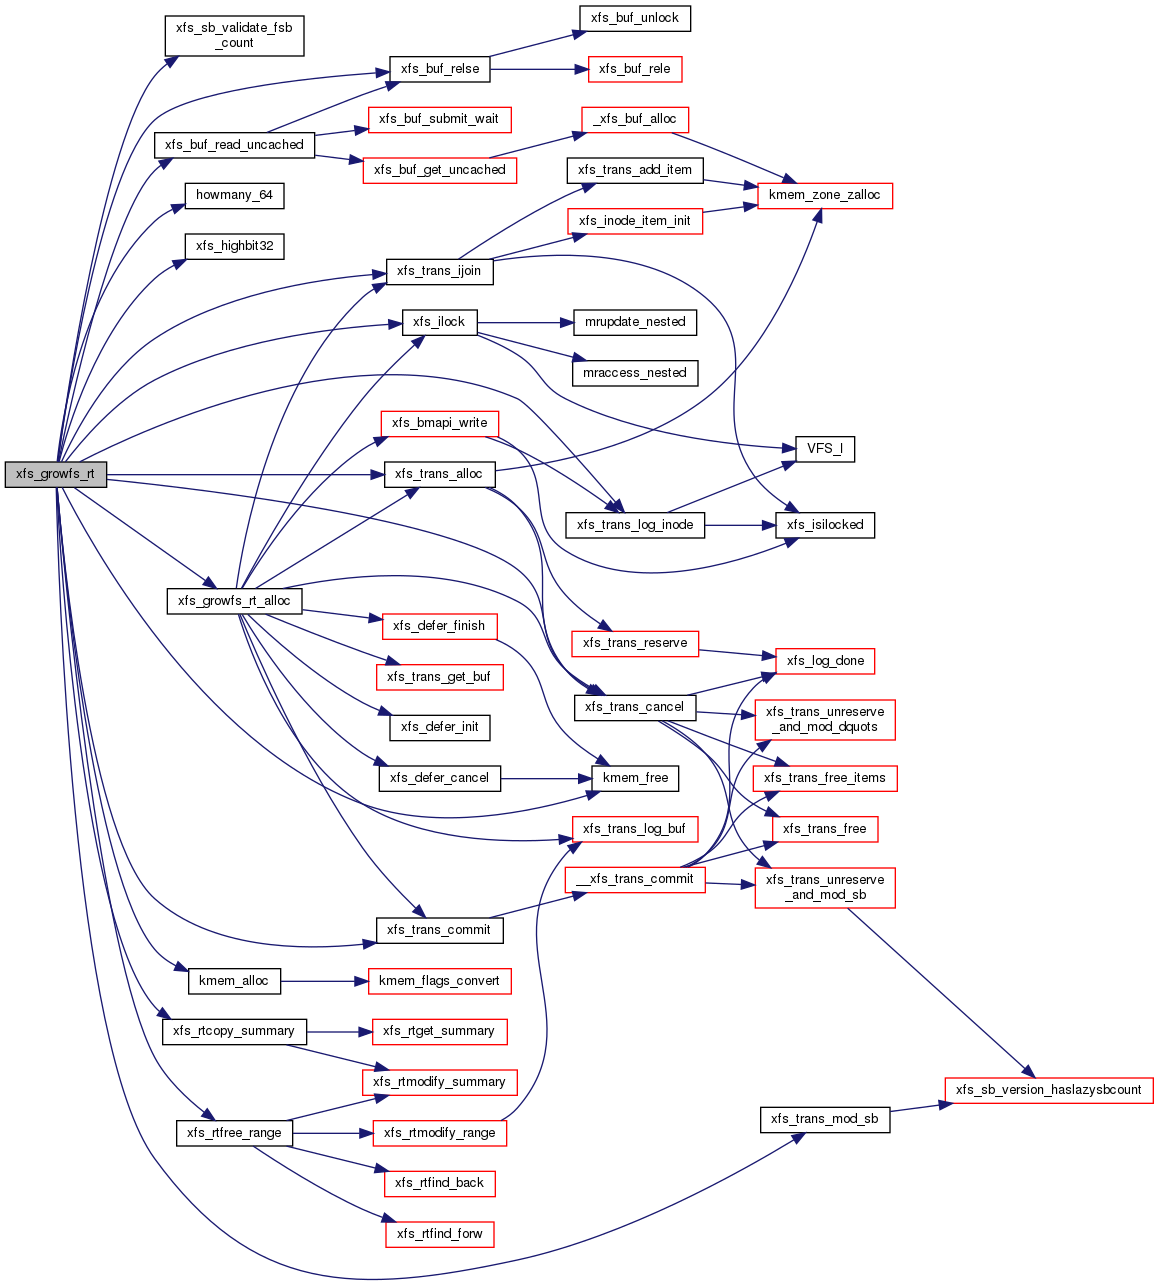 xfs_buf_unlock
xfs_sb_validate_fsb
_count
xfs_buf_relse
xfs_buf_rele
xfs_buf_submit_wait
_xfs_buf_alloc
xfs_buf_read_uncached
xfs_buf_get_uncached
xfs_trans_add_item
howmany_64
kmem_zone_zalloc
xfs_inode_item_init
xfs_highbit32
xfs_trans_ijoin
xfs_ilock
mrupdate_nested
mraccess_nested
xfs_bmapi_write
VFS_I
xfs_growfs_rt
xfs_trans_alloc
xfs_trans_log_inode
xfs_isilocked
xfs_growfs_rt_alloc
xfs_defer_finish
xfs_trans_reserve
xfs_log_done
xfs_trans_get_buf
xfs_trans_cancel
xfs_trans_unreserve
_and_mod_dquots
xfs_defer_init
xfs_defer_cancel
kmem_free
xfs_trans_free_items
xfs_trans_log_buf
xfs_trans_free
__xfs_trans_commit
xfs_trans_unreserve
_and_mod_sb
xfs_trans_commit
kmem_alloc
kmem_flags_convert
xfs_rtcopy_summary
xfs_rtget_summary
xfs_rtmodify_summary
xfs_sb_version_haslazysbcount
xfs_trans_mod_sb
xfs_rtfree_range
xfs_rtmodify_range
xfs_rtfind_back
xfs_rtfind_forw